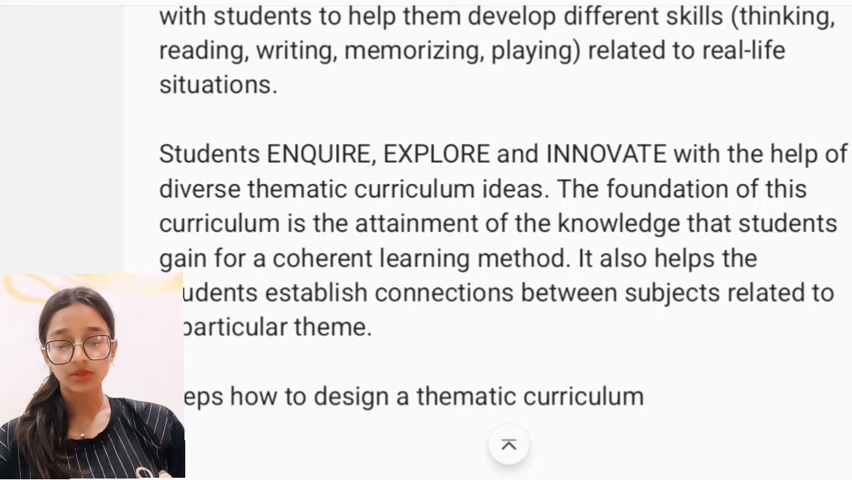 with students to help them develop different skills (thinking,
reading, writing, memorizing, playing) related to real-life
situations.
Students ENQUIRE, EXPLORE and INNOVATE with the help of
diverse thematic curriculum ideas. The foundation of this
curriculum is the attainment of the knowledge that students
gain for a coherent learning method. It also helps the
udents establish connections between subjects related to
particular theme.
eps how to design a thematic curriculum